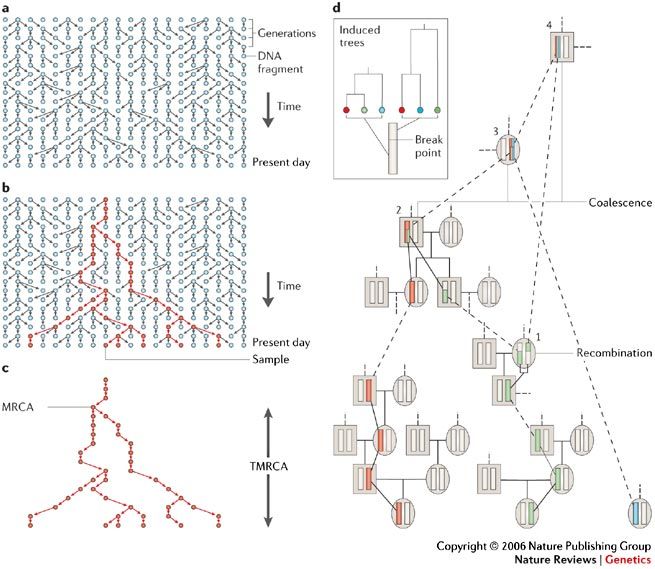 a
Generations
DNA
fragment
Time
Present day
b
Time
Present day
Sample
c
MRCA
TMRCA
d
Induced
trees
Break
point
4
3
Coalescence
2
1
Recombination
Copyright © 2006 Nature Publishing Group
Nature Reviews | Genetics